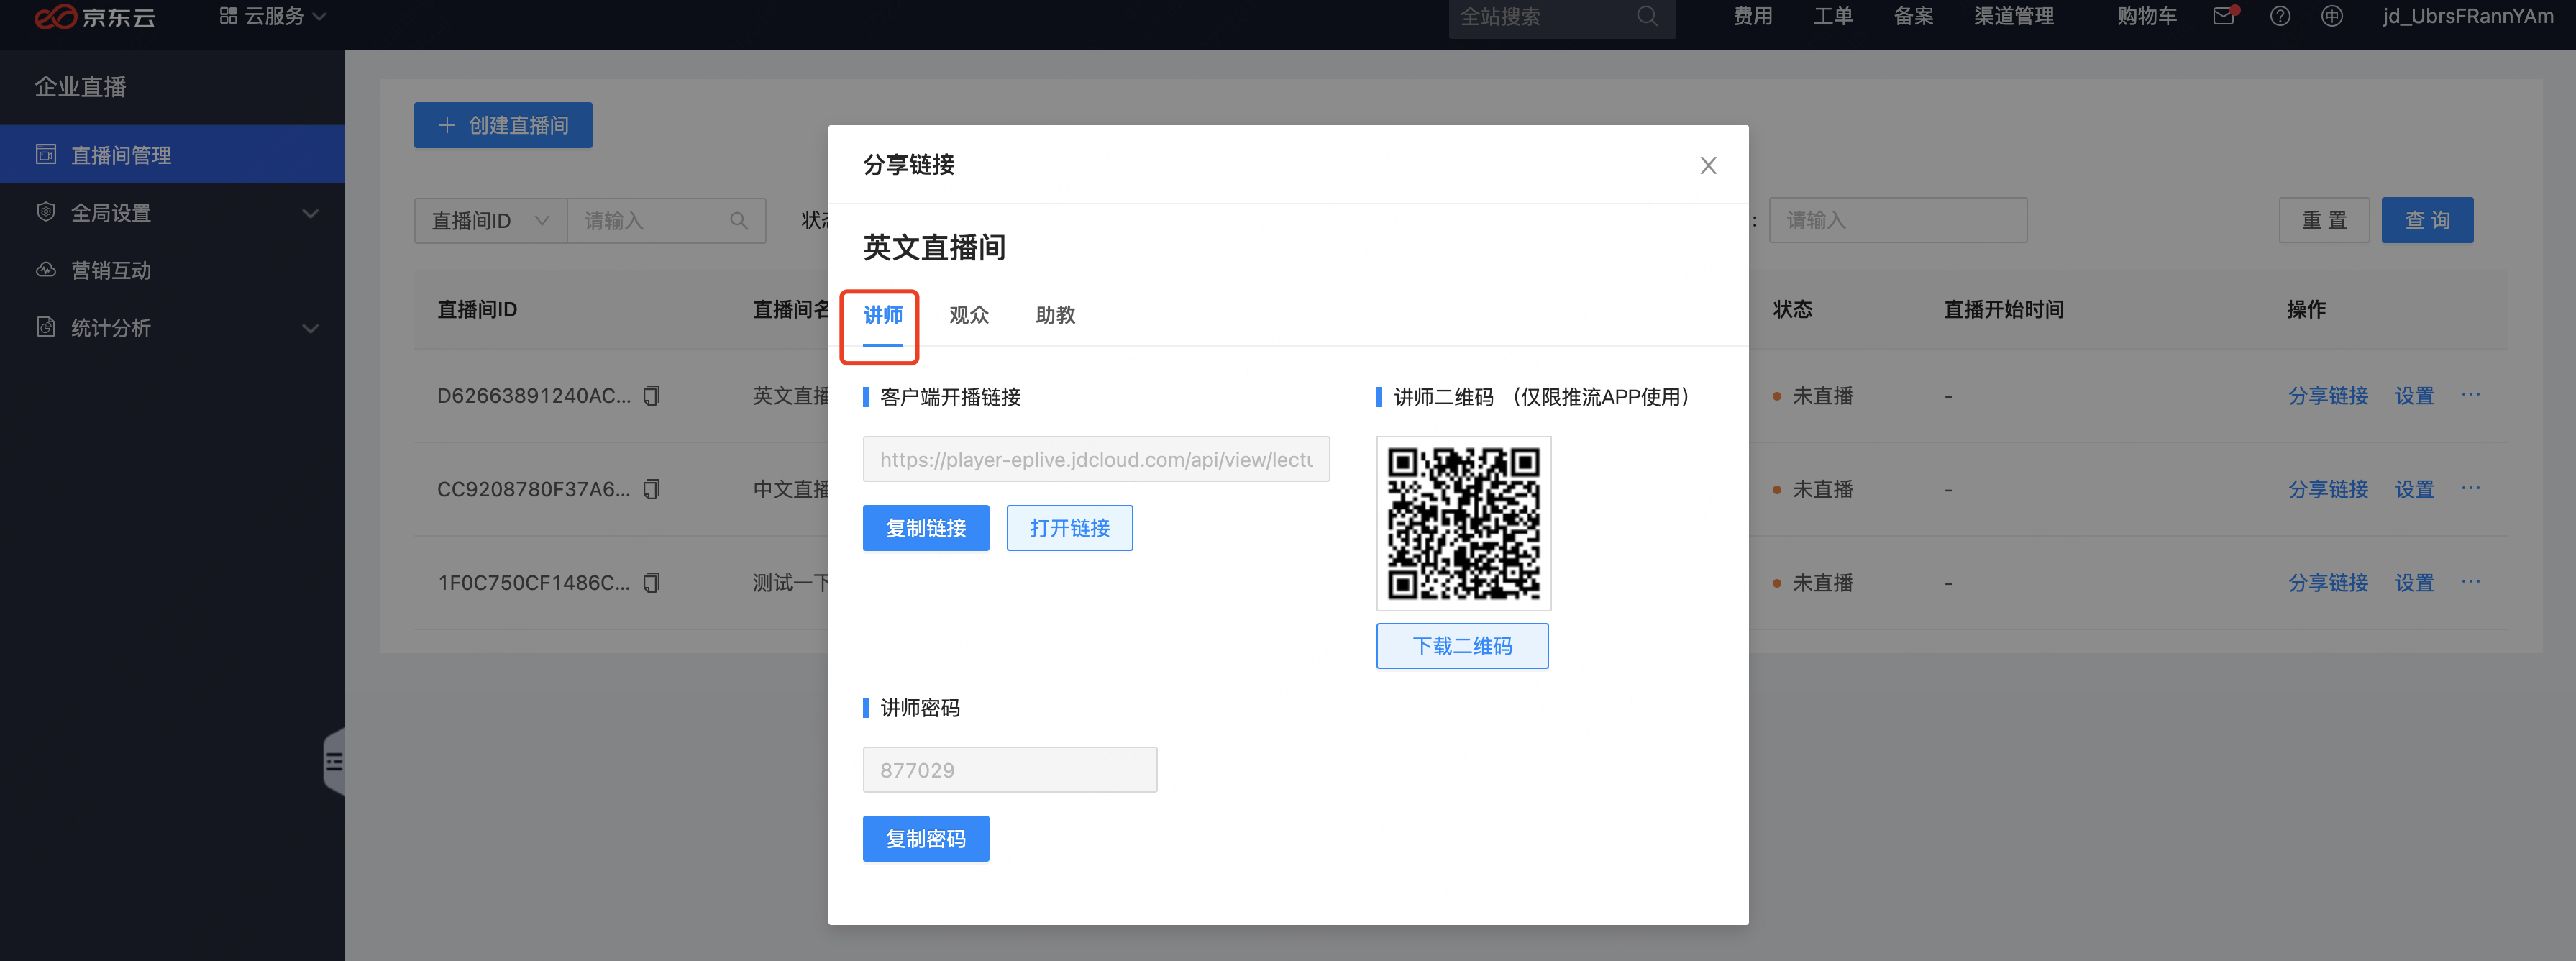 京东云 云服务 全站搜索 费用 工单 备案 渠道管理 购物车 jd_UbrsFRannYAm
企业直播
直播间管理
全局设置
营销互动
统计分析
创建直播间
直播间ID 请输入 : 请输入 重置 查询
直播间ID 直播间名 状态 直播开始时间 操作
D62663891240AC... 英文直播 未直播 - 分享链接 设置 ...
CC9208780F37A6... 中文直播 未直播 - 分享链接 设置 ...
1F0C750CF1486C... 测试一下 未直播 - 分享链接 设置 ...
分享链接
英文直播间
讲师 观众 助教
客户端开播链接
https://player-eplive.jdcloud.com/api/view/lectu
复制链接 打开链接
讲师二维码 （仅限推流APP使用）
下载二维码
讲师密码
877029
复制密码